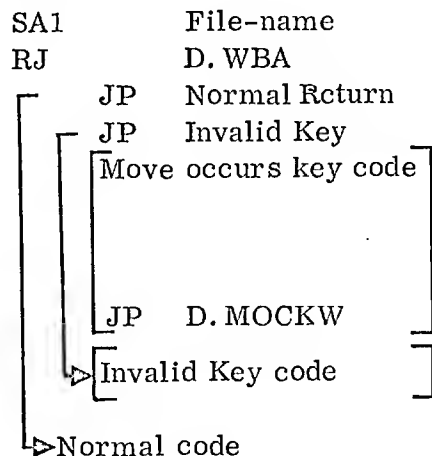 SA1 File-name
RJ D. WBA
JP Normal Return
JP Invalid Key
Move occurs key code
JP D. MOCKW
Invalid Key code
Normal code